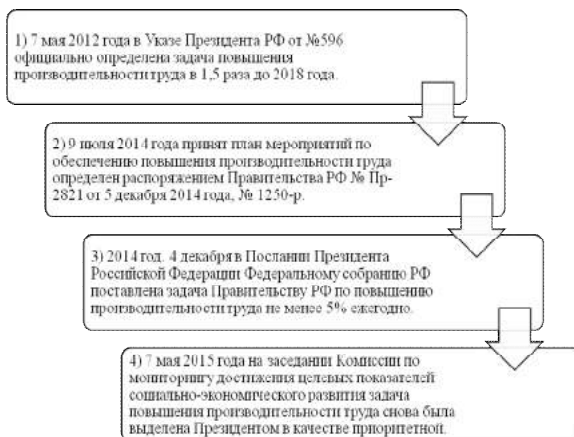 1) 7 мая 2012 года в Указе Президента РФ от №596
официально определена задача повышения
производительности труда в 1,5 раза до 2018 года.
2) 9 июля 2014 года принят план мероприятий по
обеспечению повышения производительности труда
определен распоряжением Правительства РФ № Пр-
2821 от 5 декабря 2014 года, № 1250-р.
3) 2014 год. 4 декабря в Послании Президента
Российской Федерации Федеральному собранию РФ
поставлена задача Правительству РФ по повышению
производительности труда не менее 5% ежегодно.
4) 7 мая 2015 года на заседании Комиссии по
мониторингу достижения целевых показателей
социально-экономического развития задача
повышения производительности труда снова была
выделена Президентом в качестве приоритетной.